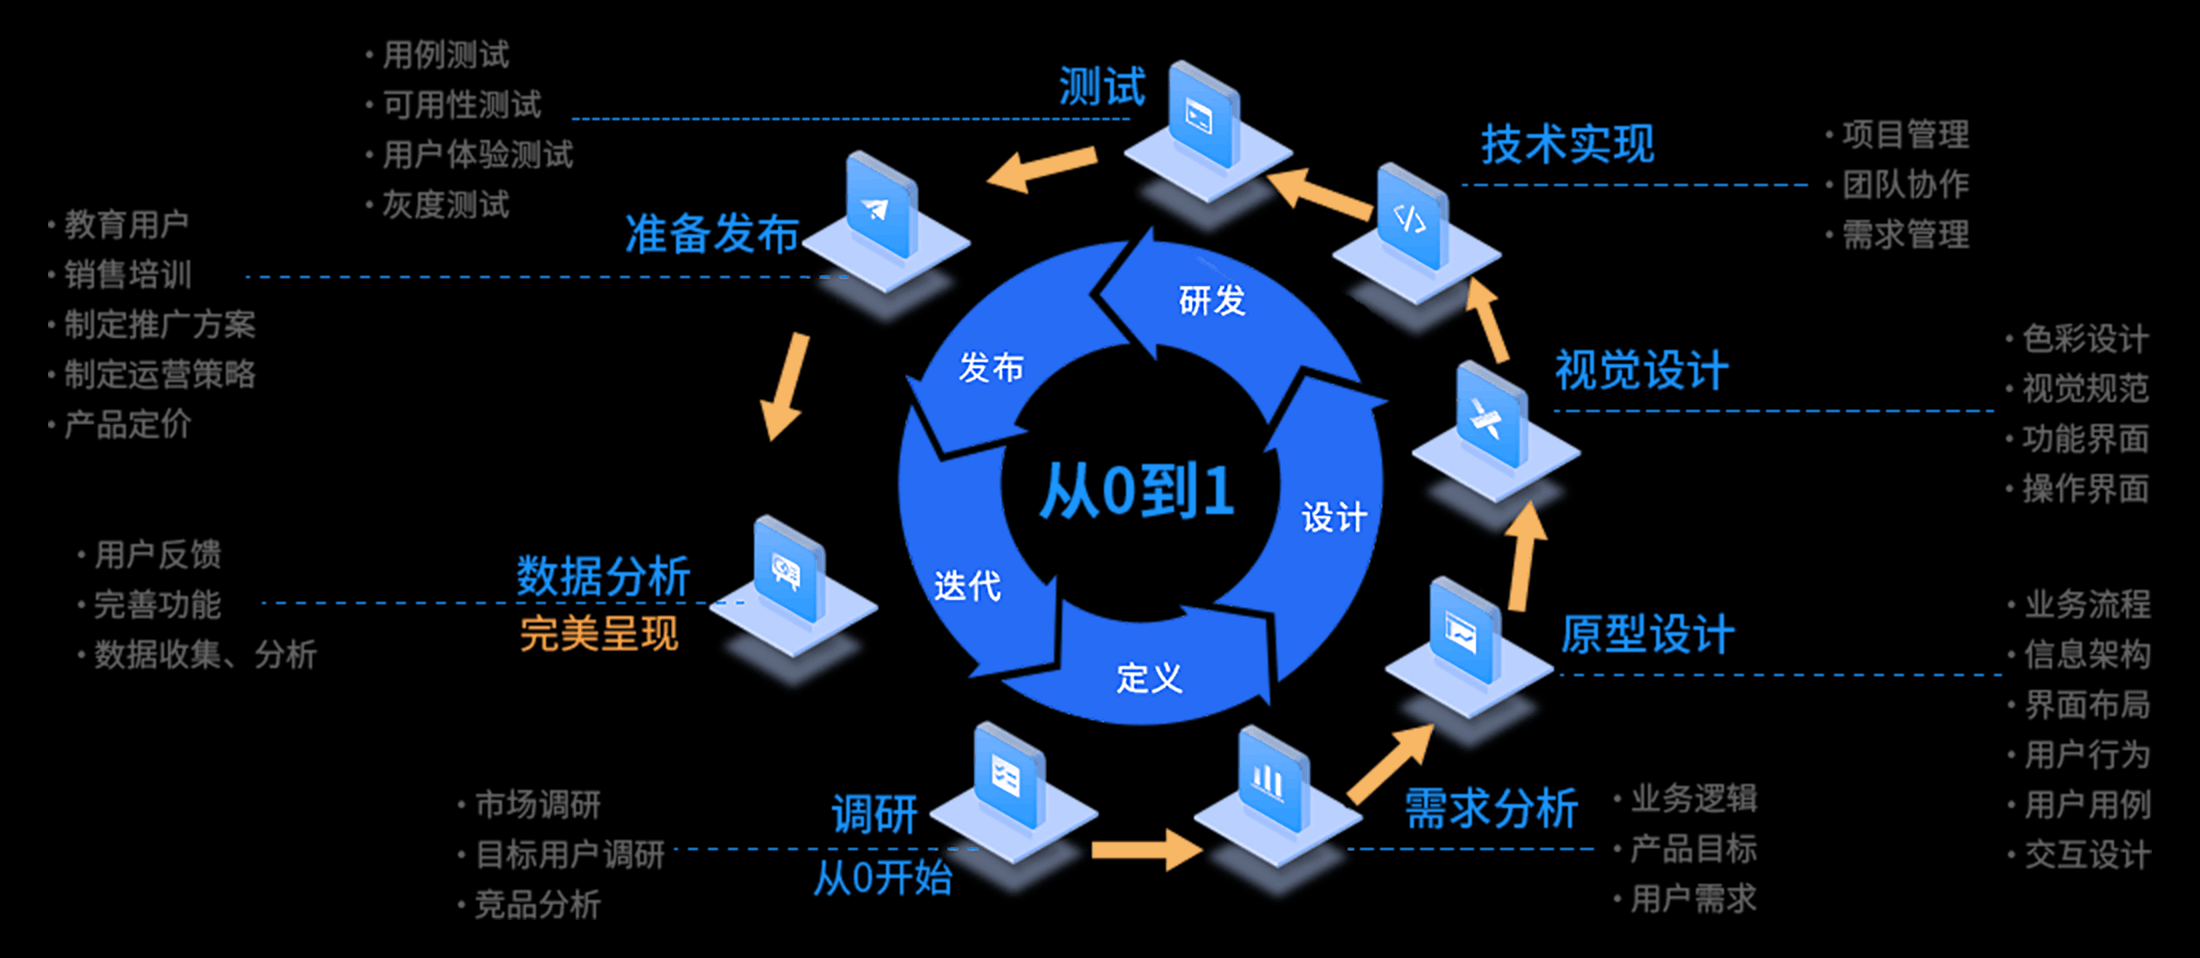 • 用例测试
• 可用性测试
• 用户体验测试
• 灰度测试
测试
技术实现
• 项目管理
• 团队协作
• 需求管理
准备发布
• 教育用户
• 销售培训
• 制定推广方案
• 制定运营策略
• 产品定价
视觉设计
• 色彩设计
• 视觉规范
• 功能界面
• 操作界面
研发
发布
从0到1
设计
迭代
定义
数据分析
完美呈现
• 用户反馈
• 完善功能
• 数据收集、分析
原型设计
• 业务流程
• 信息架构
• 界面布局
• 用户行为
• 用户用例
• 交互设计
调研
从0开始
• 市场调研
• 目标用户调研
• 竞品分析
需求分析
• 业务逻辑
• 产品目标
• 用户需求